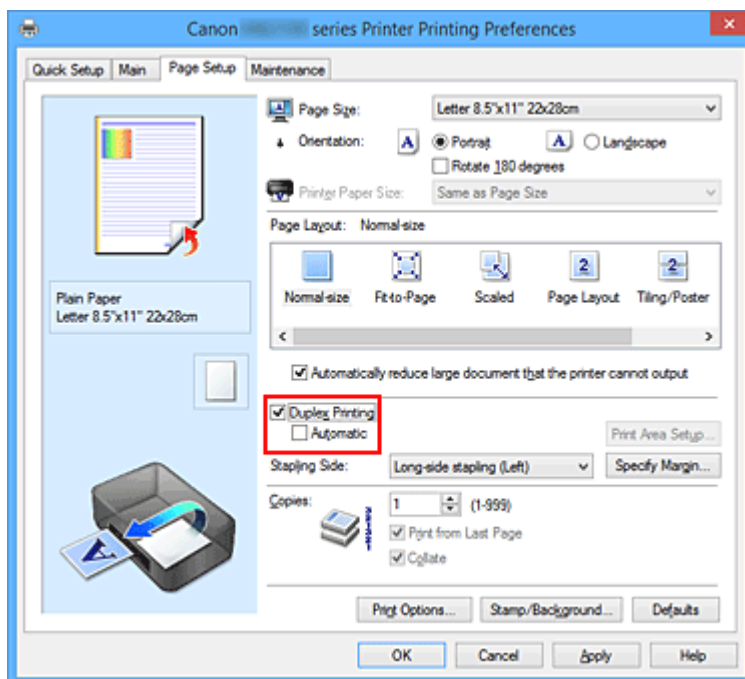 Canon series Printer Printing Preferences
Quick Setup Main Page Setup Maintenance
Page Size: Letter 8.5"x11" 22x28cm
Orientation: A Portrait A Landscape
Rotate 180 degrees
Printer Paper Size: Same as Page Size
Page Layout: Normal-size
2 2
Normal-size Fit-to-Page Scaled Page Layout Tiling/Poster
Plain Paper
Letter 8.5"x11" 22x28cm
Automatically reduce large document that the printer cannot output
Duplex Printing
Automatic
Print Area Setup...
Stapling Side: Long-side stapling (Left) Specify Margin...
Copies: 1 (1-999)
Print from Last Page
Collate
A
Print Options... Stamp/Background... Defaults
OK Cancel Apply Help